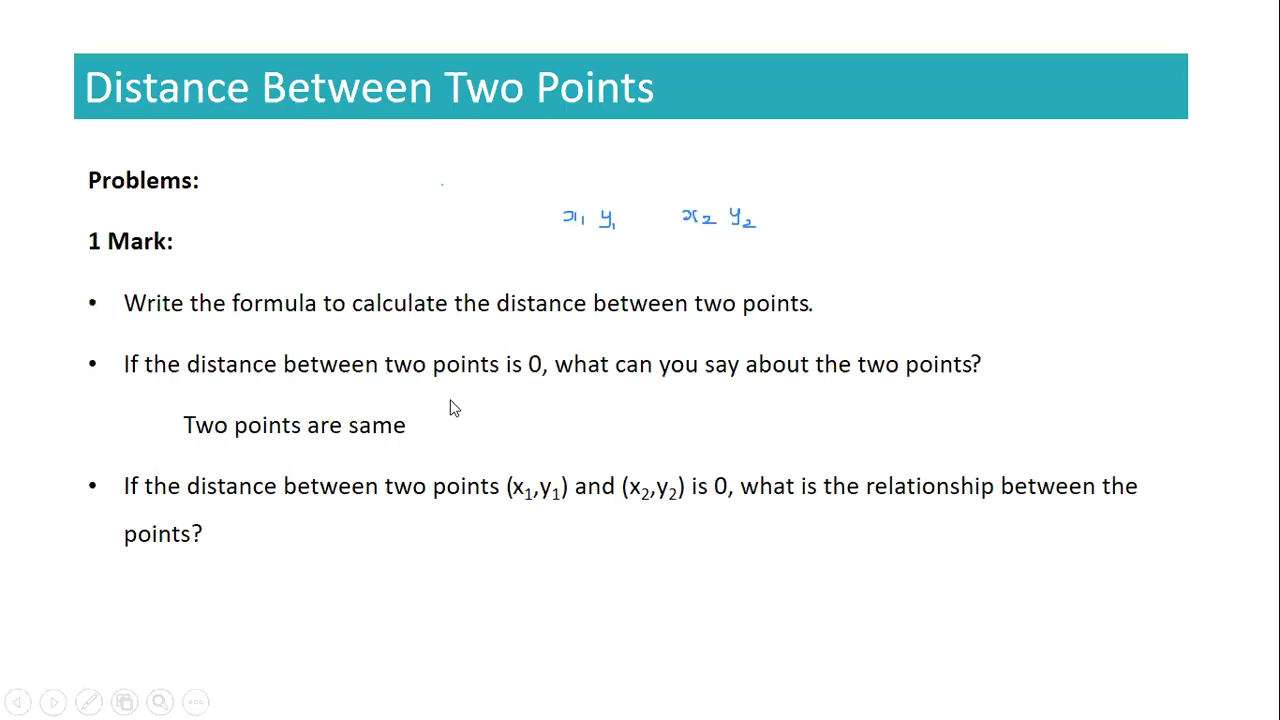 Distance Between Two Points
Problems:
x₁ y₁ x₂ y₂
1 Mark:
• Write the formula to calculate the distance between two points.
• If the distance between two points is 0, what can you say about the two points?
Two points are same
• If the distance between two points (x₁,y₁) and (x₂,y₂) is 0, what is the relationship between the
points?